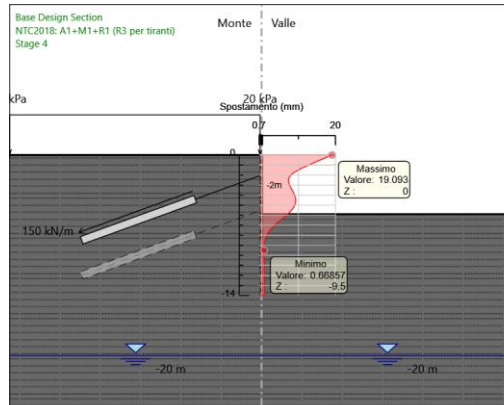 Base Design Section
NTC2018: A1+M1+R1 (R3 per tiranti)
Stage 4
Monte
Valle
kPa
20 kPa
Spostamento (mm)
0.7
20
0
-2m
Massimo
Valore: 19.093
Z : 0
150 kN/m
Minimo
Valore: 0.66857
Z : -9.5
-14
-20 m
-20 m